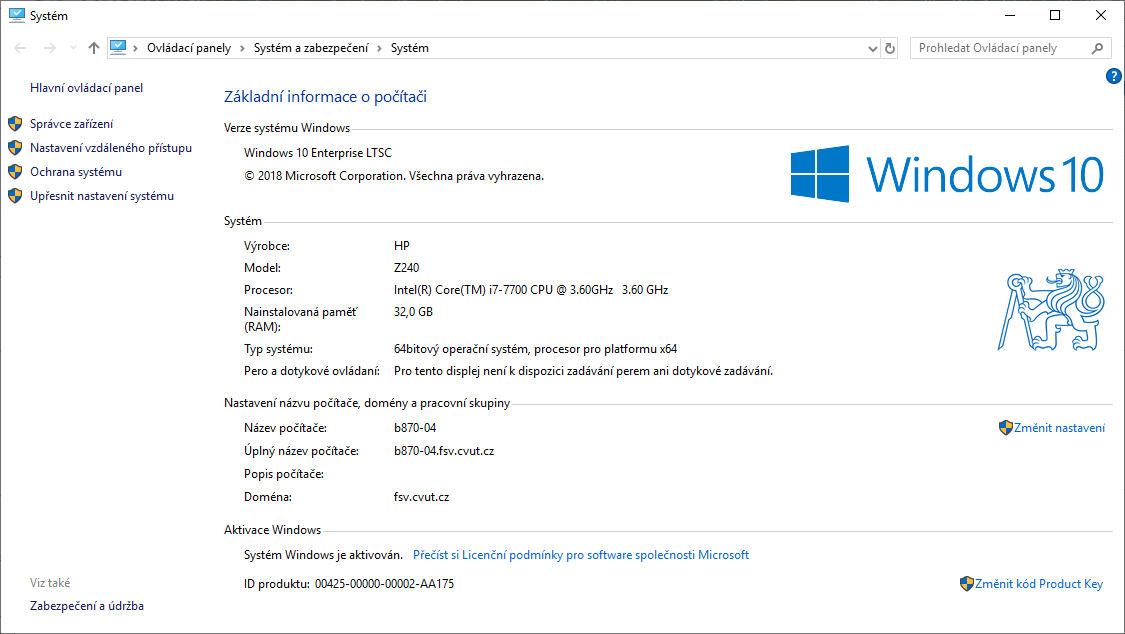 Systém
Ovládací panely > Systém a zabezpečení > Systém
Prohledat Ovládací panely
?
Hlavní ovládací panel
Správce zařízení
Nastavení vzdáleného přístupu
Ochrana systému
Upřesnit nastavení systému
Základní informace o počítači
Verze systému Windows
Windows 10 Enterprise LTSC
© 2018 Microsoft Corporation. Všechna práva vyhrazena.
Windows 10
Systém
Výrobce: HP
Model: Z240
Procesor: Intel(R) Core(TM) i7-7700 CPU @ 3.60GHz 3.60 GHz
Nainstalovaná paměť 32,0 GB
(RAM):
Typ systému: 64bitový operační systém, procesor pro platformu x64
Pero a dotykové ovládaní: Pro tento displej není k dispozici zadávání perem ani dotykové zadávání.
Nastavení názvu počítače, domény a pracovní skupiny
Název počítače: b870-04
Změnit nastavení
Úplný název počítače: b870-04.fsv.cvut.cz
Popis počítače:
Doména: fsv.cvut.cz
Aktivace Windows
Systém Windows je aktivován. Přečíst si Licenční podmínky pro software společnosti Microsoft
ID produktu: 00425-00000-00002-AA175
Změnit kód Product Key
Viz také
Zabezpečení a údržba